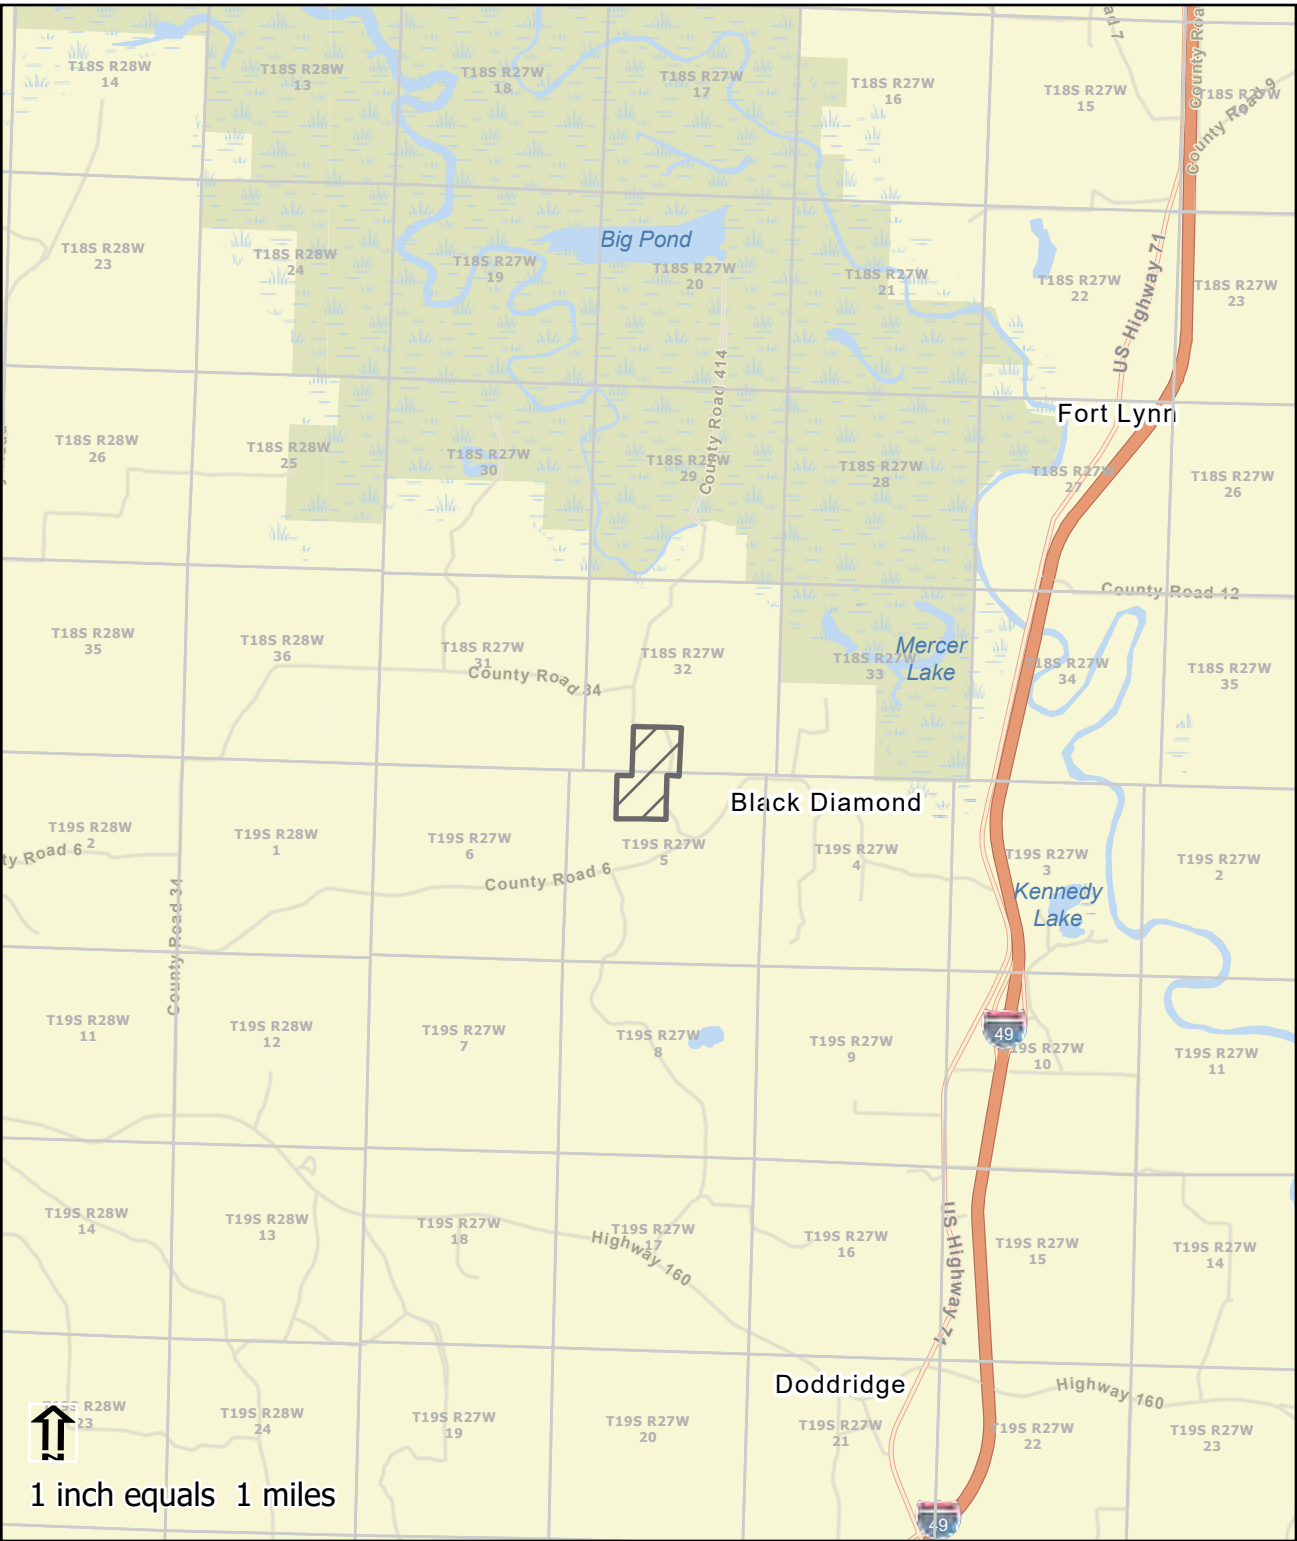 T18S R28W
14
T18S R28W
13
T18S R27W
18
T18S R27W
17
T18S R27W
16
T18S R27W
15
T18S R27W
County Road 9
T18S R28W
23
T18S R28W
24
T18S R27W
19
Big Pond
T18S R27W
20
T18S R27W
21
T18S R27W
22
US Highway 71
T18S R27W
23
T18S R28W
26
T18S R28W
25
T18S R27W
30
T18S R27W
29
County Road 414
T18S R27W
28
Fort Lynn
T18S R27W
27
T18S R27W
26
County Road 12
T18S R28W
35
T18S R28W
36
T18S R27W
31
County Road 34
T18S R27W
32
T18S R27W
33
Mercer
Lake
T18S R27W
34
T18S R27W
35
Black Diamond
T19S R28W
2
ty Road 6
T19S R28W
1
T19S R27W
6
County Road 6
T19S R27W
5
T19S R27W
4
T19S R27W
3
Kennedy
Lake
T19S R27W
2
County Road 34
T19S R28W
11
T19S R28W
12
T19S R27W
7
T19S R27W
8
T19S R27W
9
49
T19S R27W
10
T19S R27W
11
T19S R28W
14
T19S R28W
13
T19S R27W
18
T19S R27W
17
Highway 160
T19S R27W
16
US Highway 71
T19S R27W
15
T19S R27W
14
Doddridge
Highway 160
T19S R28W
23
T19S R28W
24
T19S R27W
19
T19S R27W
20
T19S R27W
21
T19S R27W
22
T19S R27W
23
N
1 inch equals 1 miles
49